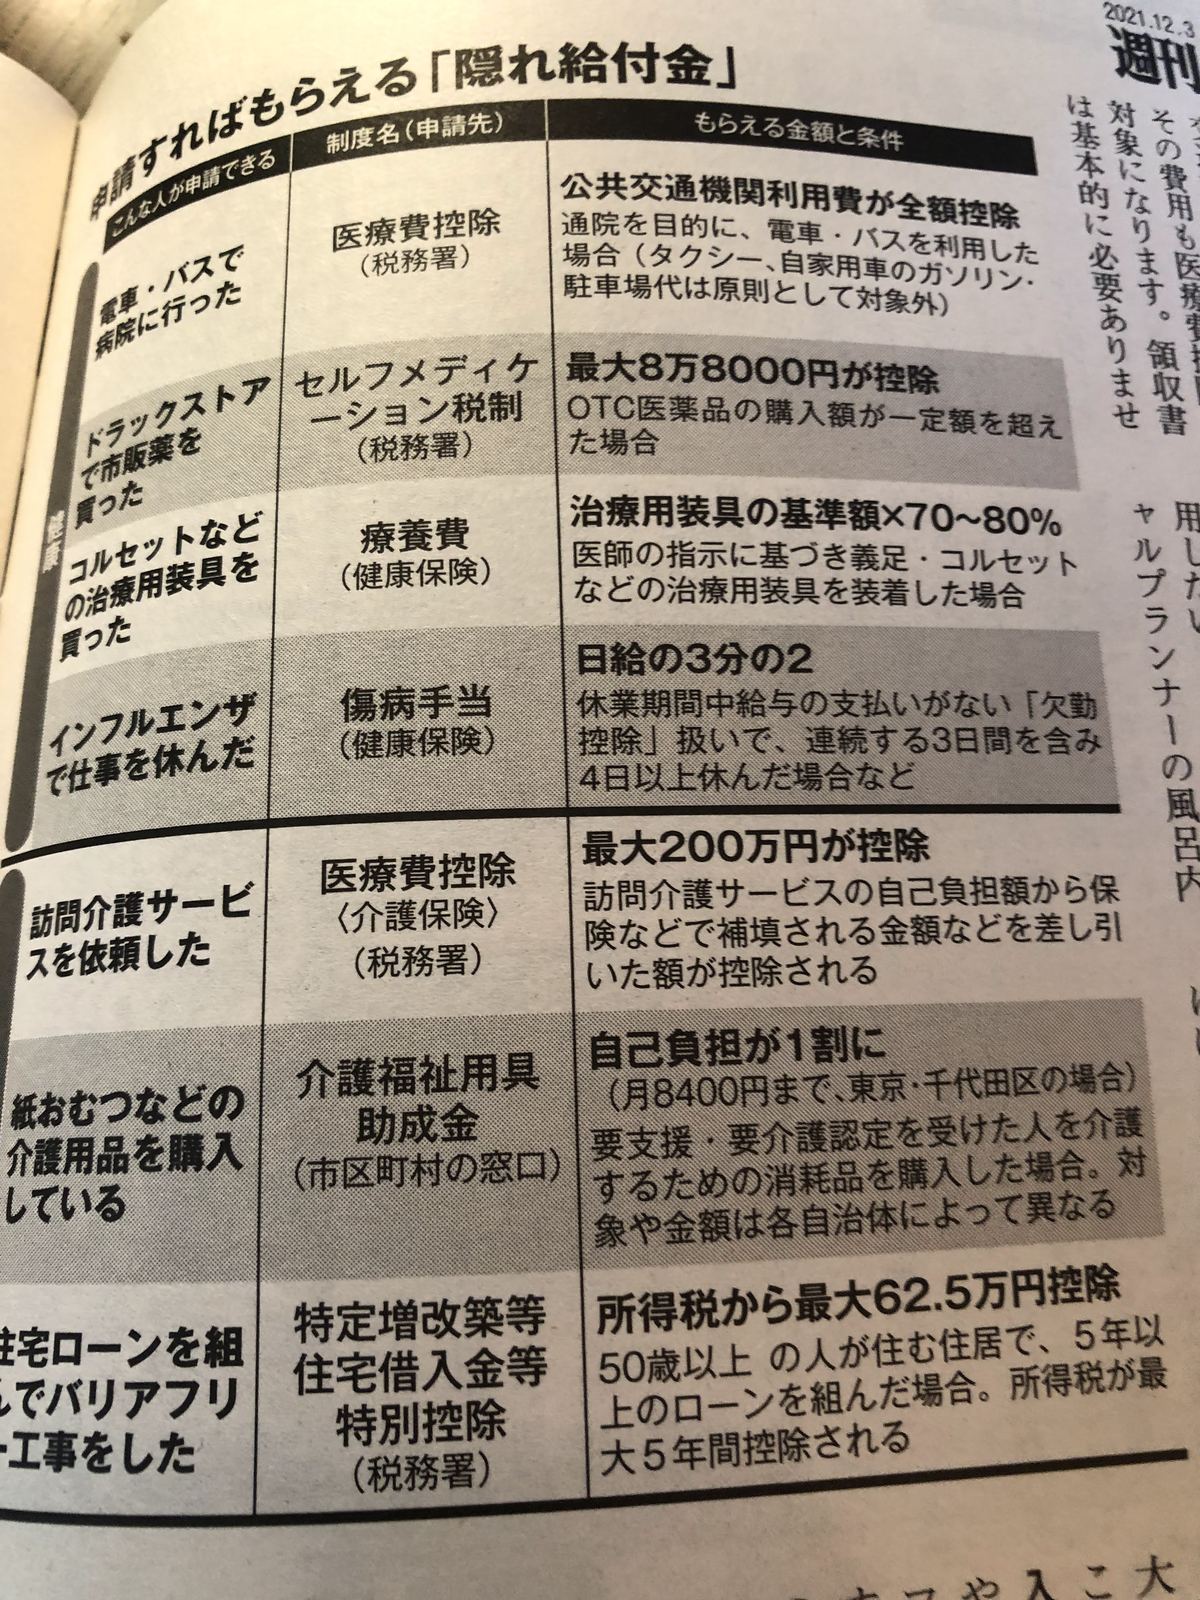 2021.12.3
週刊
申請すればもらえる「隠れ給付金」
こんな人が申請できる
制度名（申請先）
もらえる金額と条件
健康
電車・バスで
病院に行った
医療費控除
（税務署）
公共交通機関利用費が全額控除
通院を目的に、電車・バスを利用した
場合（タクシー、自家用車のガソリン・
駐車場代は原則として対象外）
ドラックストア
で市販薬を
買った
セルフメディケ
ーション税制
（税務署）
最大8万8000円が控除
OTC医薬品の購入額が一定額を超え
た場合
コルセットなど
の治療用装具を
買った
療養費
（健康保険）
治療用装具の基準額×70〜80%
医師の指示に基づき義足・コルセット
などの治療用装具を装着した場合
インフルエンザ
で仕事を休んだ
傷病手当
（健康保険）
日給の3分の2
休業期間中給与の支払いがない「欠勤
控除」扱いで、連続する3日間を含み
4日以上休んだ場合など
訪問介護サービ
スを依頼した
医療費控除
〈介護保険〉
（税務署）
最大200万円が控除
訪問介護サービスの自己負担額から保
険などで補填される金額などを差し引
いた額が控除される
紙おむつなどの
介護用品を購入
している
介護福祉用具
助成金
（市区町村の窓口）
自己負担が1割に
（月8400円まで、東京・千代田区の場合）
要支援・要介護認定を受けた人を介護
するための消耗品を購入した場合。対
象や金額は各自治体によって異なる
住宅ローンを組
んでバリアフリ
ー工事をした
特定増改築等
住宅借入金等
特別控除
（税務署）
所得税から最大62.5万円控除
50歳以上 の人が住む住居で、5年以
上のローンを組んだ場合。所得税が最
大5年間控除される
その費用も医療費
対象になります。領収書
は基本的に必要ありませ
用したい
ャルプランナーの風呂内